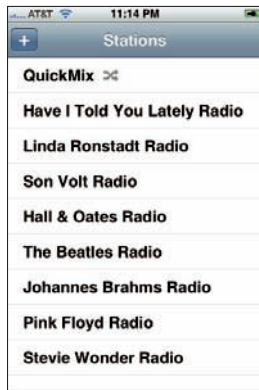 AT&T 11:14 PM
+ Stations
QuickMix
Have I Told You Lately Radio
Linda Ronstadt Radio
Son Volt Radio
Hall & Oates Radio
The Beatles Radio
Johannes Brahms Radio
Pink Floyd Radio
Stevie Wonder Radio